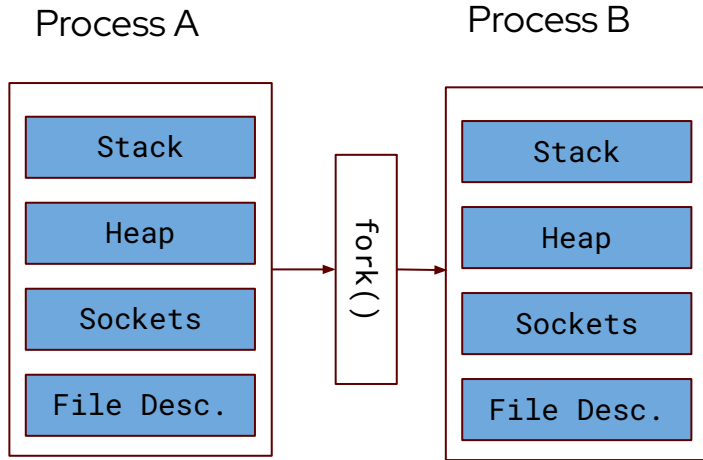 Process A
Process B
Stack
Heap
Sockets
File Desc.
fork()
Stack
Heap
Sockets
File Desc.